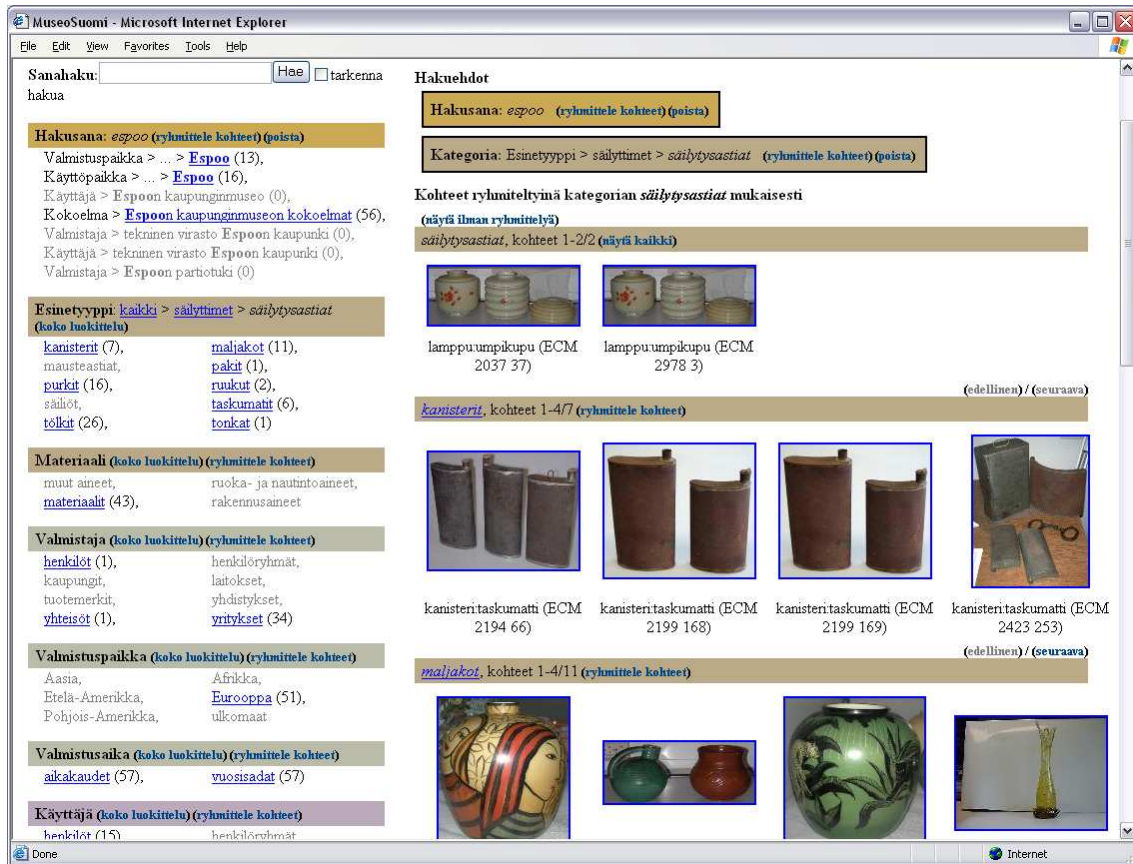 MuseoSuomi - Microsoft Internet Explorer
File Edit View Favorites Tools Help
Sanahaku: Hae tarkenna
hakua
Hakusana: espoo (ryhmittele kohteet)(poista)
Valmistuspaikka > ... > Espoo (13),
Käyttöpaikka > ... > Espoo (16),
Käyttäjä > Espoon kaupunginmuseo (0),
Kokoelma > Espoon kaupunginmuseon kokoelmat (56),
Valmistaja > tekninen virasto Espoon kaupunki (0),
Käyttäjä > tekninen virasto Espoon kaupunki (0),
Valmistaja > Espoon partiotuki (0)
Esinetyyppi: kaikki > säilyttimet > säilytysastiat
(koko luokittelu)
kanisterit (7), maljakot (11),
mausteastiat, pakit (1),
purkit (16), ruukut (2),
säiliöt, taskumatit (6),
tölkit (26), tonkat (1)
Materiaali (koko luokittelu)(ryhmittele kohteet)
muut aineet, ruoka- ja nautintoaineet,
materiaalit (43), rakennusaineet
Valmistaja (koko luokittelu)(ryhmittele kohteet)
henkilöt (1), henkilöryhmät,
kaupungit, laitokset,
tuotemerkit, yhdistykset,
yhteisöt (1), yritykset (34)
Valmistuspaikka (koko luokittelu)(ryhmittele kohteet)
Aasia, Afrikka,
Etelä-Amerikka, Eurooppa (51),
Pohjois-Amerikka, ulkomaat
Valmistusaika (koko luokittelu)(ryhmittele kohteet)
aikakaudet (57), vuosisadat (57)
Käyttäjä (koko luokittelu)(ryhmittele kohteet)
henkilöt (15), henkilöryhmät
Hakuehdot
Hakusana: espoo (ryhmittele kohteet)(poista)
Kategoria: Esinetyyppi > säilyttimet > säilytysastiat (ryhmittele kohteet)(poista)
Kohteet ryhmiteltyinä kategorian säilytysastiat mukaisesti
(näytä ilman ryhmittelyä)
säilytysastiat, kohteet 1-2/2 (näytä kaikki)
lamppu:umpikupu (ECM 2037 37)
lamppu:umpikupu (ECM 2978 3)
(edellinen) / (seuraava)
kanisterit, kohteet 1-4/7 (ryhmittele kohteet)
kanisteri:taskumatti (ECM 2194 66)
kanisteri:taskumatti (ECM 2199 168)
kanisteri:taskumatti (ECM 2199 169)
kanisteri:taskumatti (ECM 2423 253)
(edellinen) / (seuraava)
maljakot, kohteet 1-4/11 (ryhmittele kohteet)
Done Internet